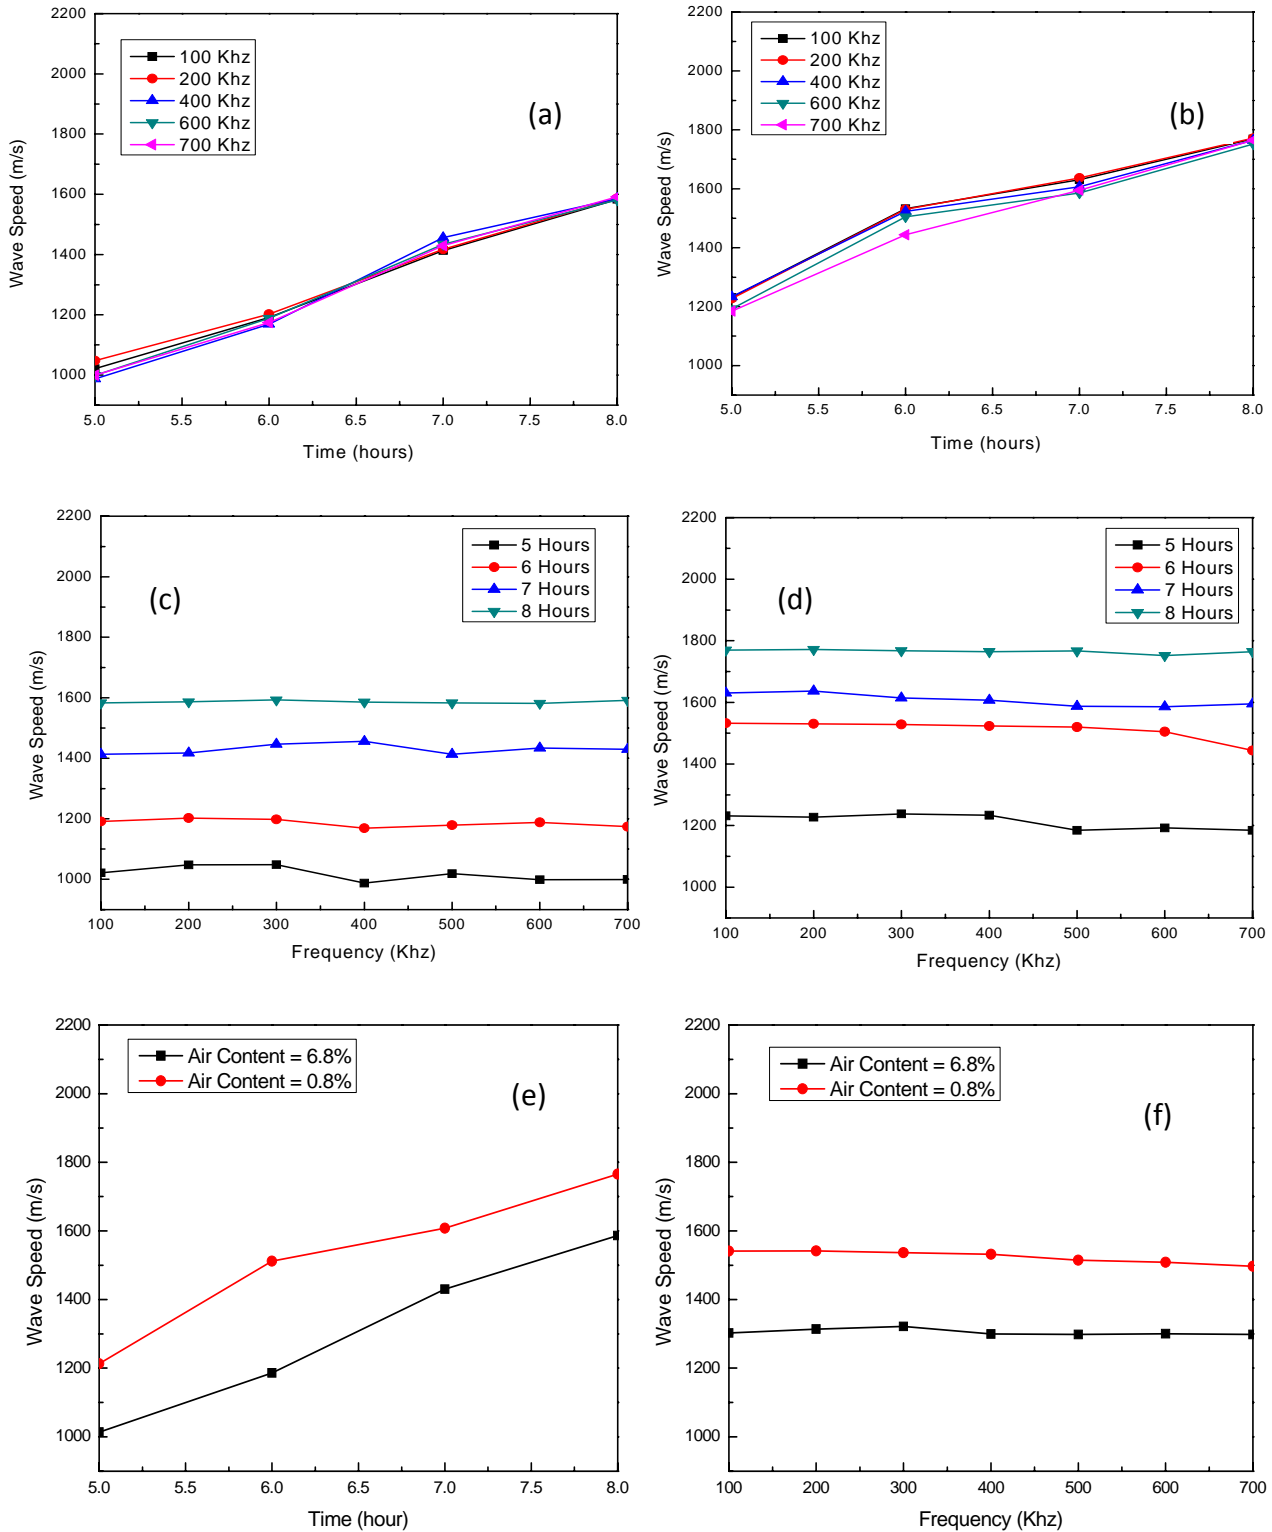 2200
2000
1800
1600
1400
1200
1000
Wave Speed (m/s)
100 Khz
200 Khz
400 Khz
600 Khz
700 Khz
(a)
5.0 5.5 6.0 6.5 7.0 7.5 8.0
Time (hours)
2200
2000
1800
1600
1400
1200
1000
Wave Speed (m/s)
100 Khz
200 Khz
400 Khz
600 Khz
700 Khz
(b)
5.0 5.5 6.0 6.5 7.0 7.5 8.0
Time (hours)
2200
2000
1800
1600
1400
1200
1000
Wave Speed (m/s)
5 Hours
6 Hours
7 Hours
8 Hours
(c)
100 200 300 400 500 600 700
Frequency (Khz)
2200
2000
1800
1600
1400
1200
1000
Wave Speed (m/s)
5 Hours
6 Hours
7 Hours
8 Hours
(d)
100 200 300 400 500 600 700
Frequency (Khz)
2200
2000
1800
1600
1400
1200
1000
Wave Speed (m/s)
Air Content = 6.8%
Air Content = 0.8%
(e)
5.0 5.5 6.0 6.5 7.0 7.5 8.0
Time (hour)
2200
2000
1800
1600
1400
1200
1000
Wave Speed (m/s)
Air Content = 6.8%
Air Content = 0.8%
(f)
100 200 300 400 500 600 700
Frequency (Khz)